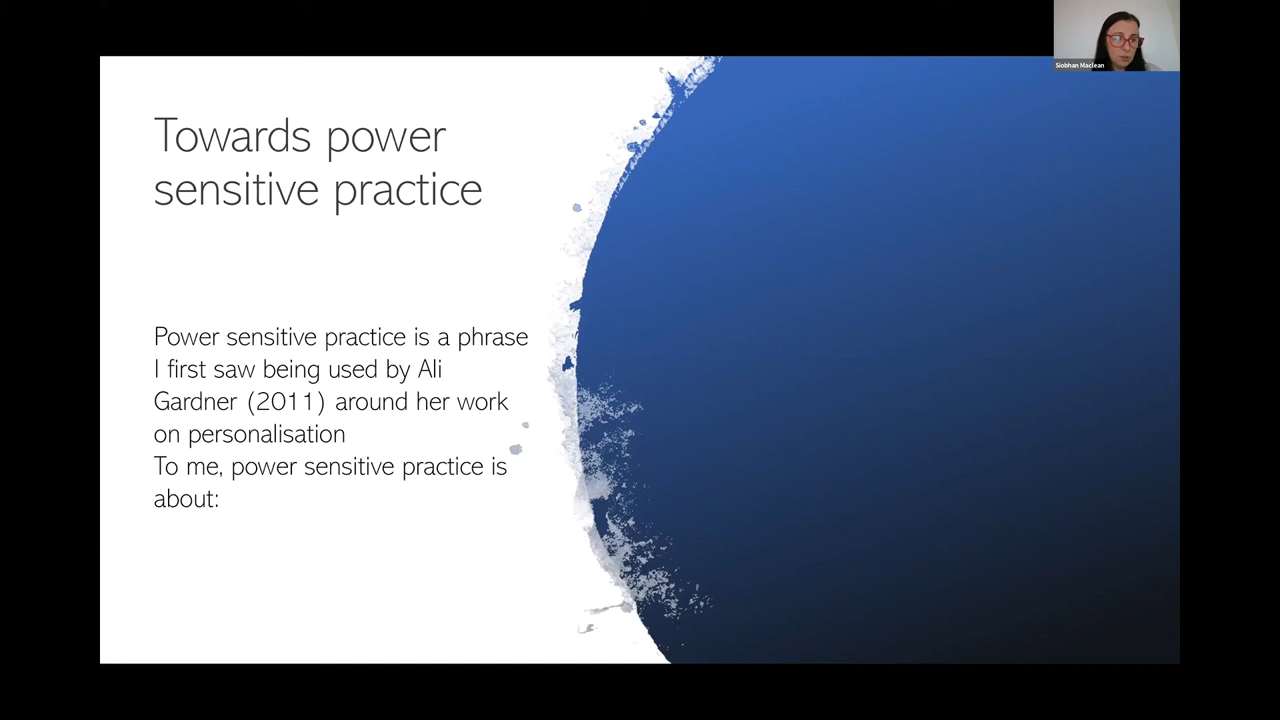 Siobhan Maclean
Towards power
sensitive practice
Power sensitive practice is a phrase
I first saw being used by Ali
Gardner (2011) around her work
on personalisation
To me, power sensitive practice is
about: